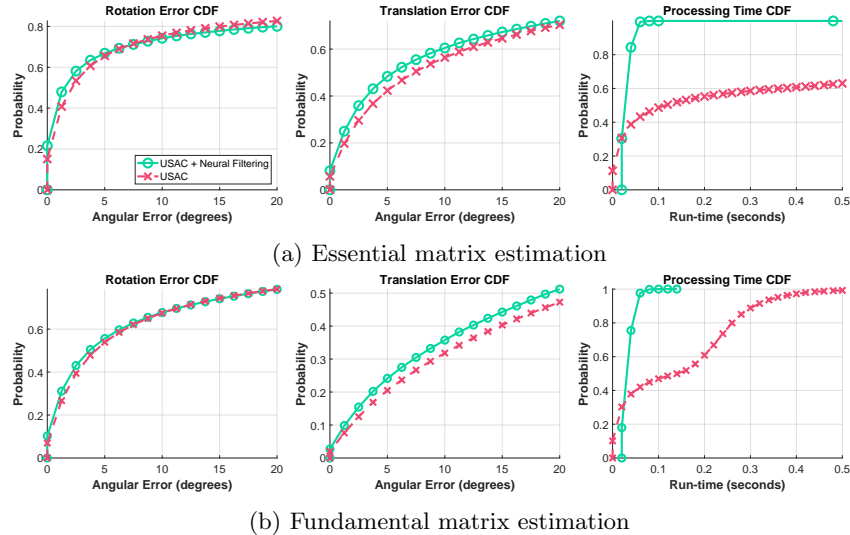 Rotation Error CDF
Probability
0.8
0.6
0.4
0.2
0
0 5 10 15 20
Angular Error (degrees)
USAC + Neural Filtering
USAC
Translation Error CDF
Probability
0.6
0.4
0.2
0
0 5 10 15 20
Angular Error (degrees)
Processing Time CDF
Probability
1
0.8
0.6
0.4
0.2
0
0 0.1 0.2 0.3 0.4 0.5
Run-time (seconds)
(a) Essential matrix estimation
Rotation Error CDF
Probability
0.6
0.4
0.2
0
0 5 10 15 20
Angular Error (degrees)
Translation Error CDF
Probability
0.5
0.4
0.3
0.2
0.1
0
0 5 10 15 20
Angular Error (degrees)
Processing Time CDF
Probability
1
0.8
0.6
0.4
0.2
0
0 0.1 0.2 0.3 0.4 0.5
Run-time (seconds)
(b) Fundamental matrix estimation